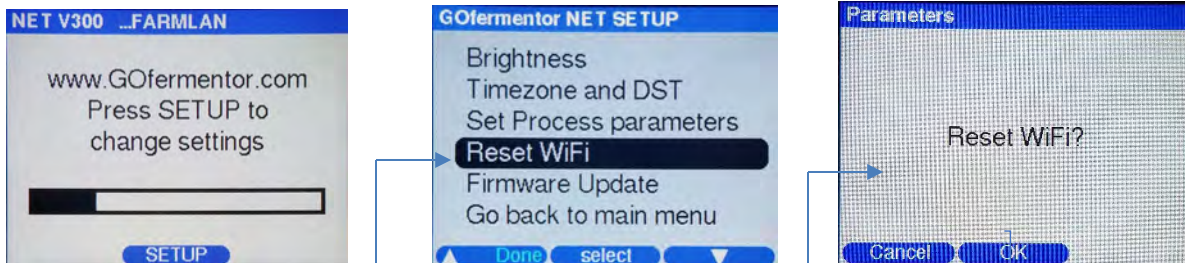 NET V300 ...FARMLAN
www.GOfermentor.com
Press SETUP to
change settings
SETUP
GOfermentor NET SETUP
Brightness
Timezone and DST
Set Process parameters
Reset WiFi
Firmware Update
Go back to main menu
Done select
Parameters
Reset WiFi?
Cancel OK